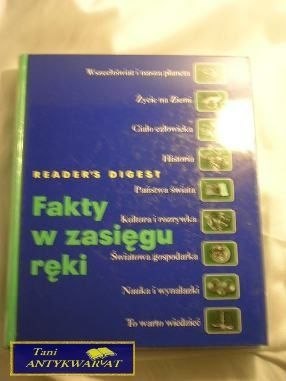 Wszechświat i nasza planeta
Życie na Ziemi
Ciało człowieka
Historia
READER'S DIGEST
Państwa świata
Fakty
w zasięgu
ręki
Kultura i rozrywka
Światowa gospodarka
Nauka i wynalazki
To warto wiedzieć
Tani
ANTYKWARYAT